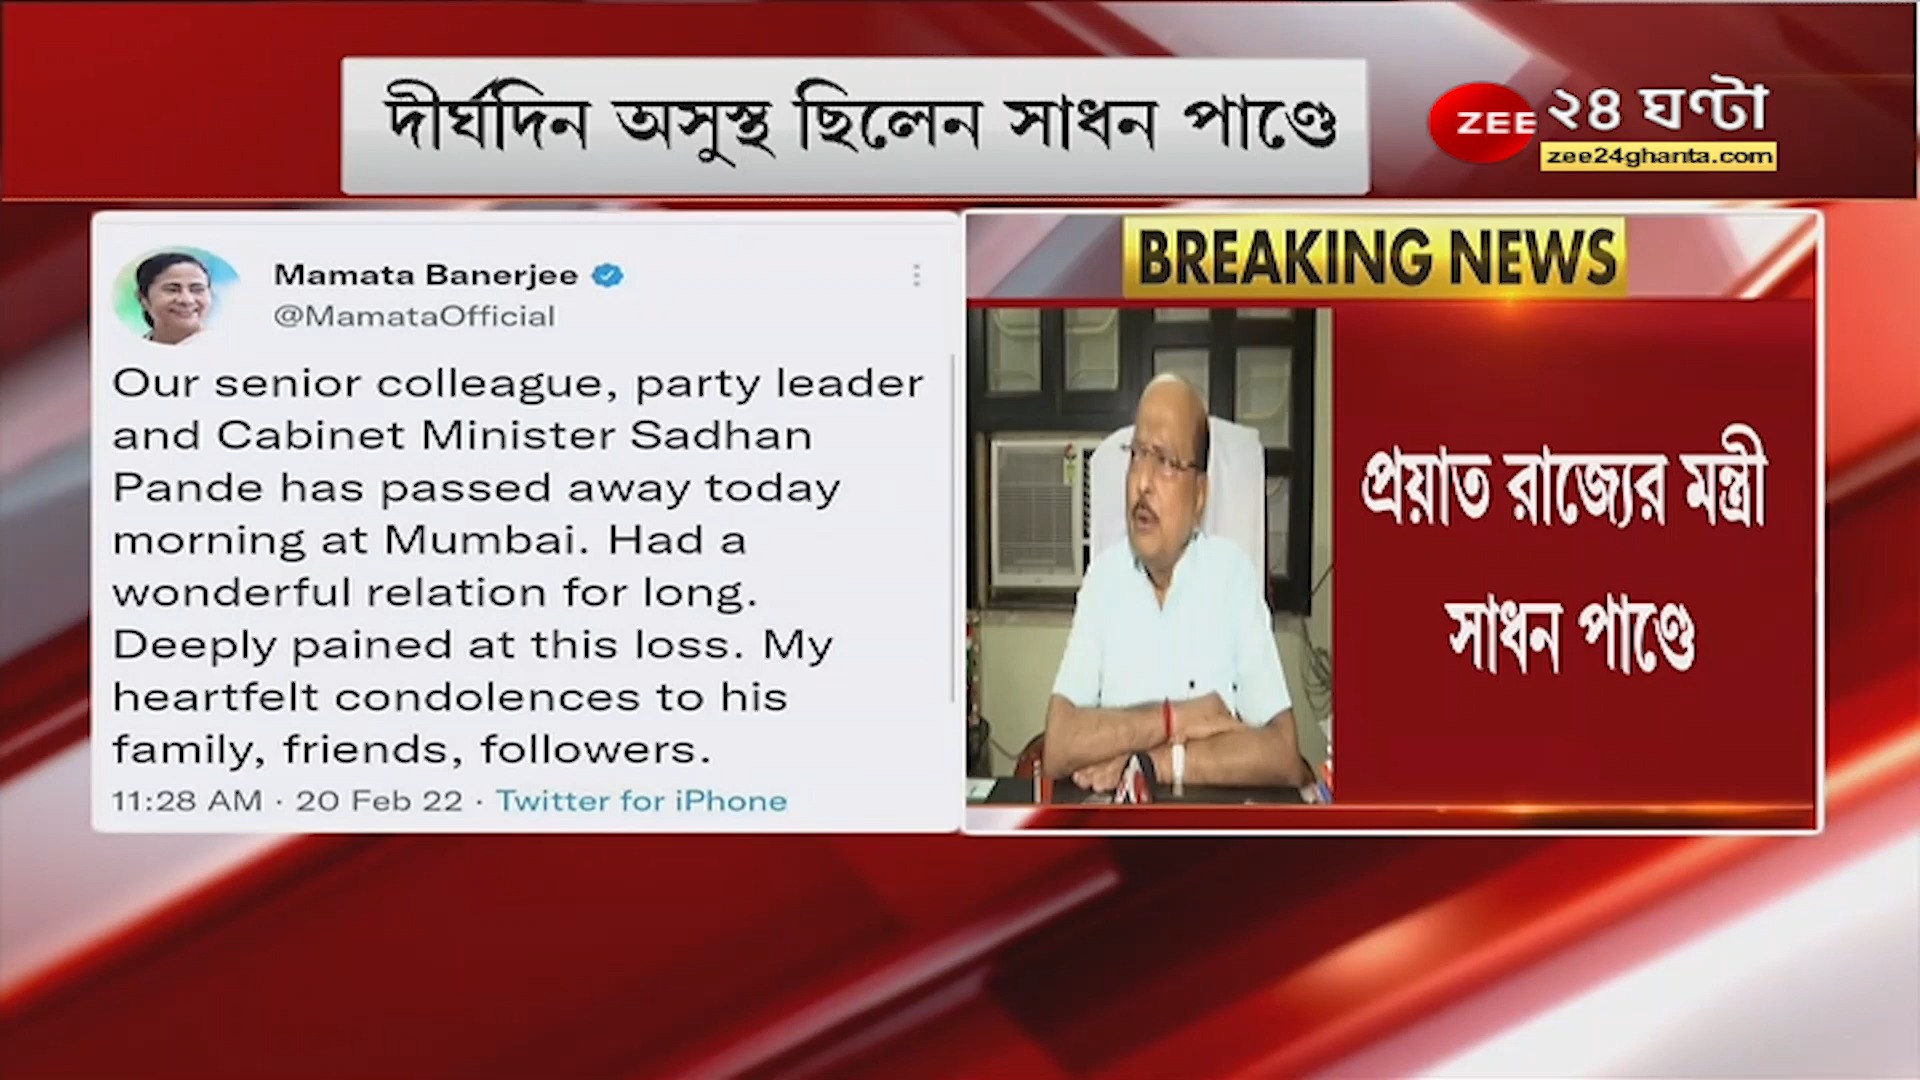 দীর্ঘদিন অসুস্থ ছিলেন সাধন পাণ্ডে
ZEE ২৪ ঘণ্টা
zee24ghanta.com
Mamata Banerjee
@MamataOfficial
Our senior colleague, party leader
and Cabinet Minister Sadhan
Pande has passed away today
morning at Mumbai. Had a
wonderful relation for long.
Deeply pained at this loss. My
heartfelt condolences to his
family, friends, followers.
11:28 AM · 20 Feb 22 · Twitter for iPhone
BREAKING NEWS
প্রয়াত রাজ্যের মন্ত্রী
সাধন পাণ্ডে